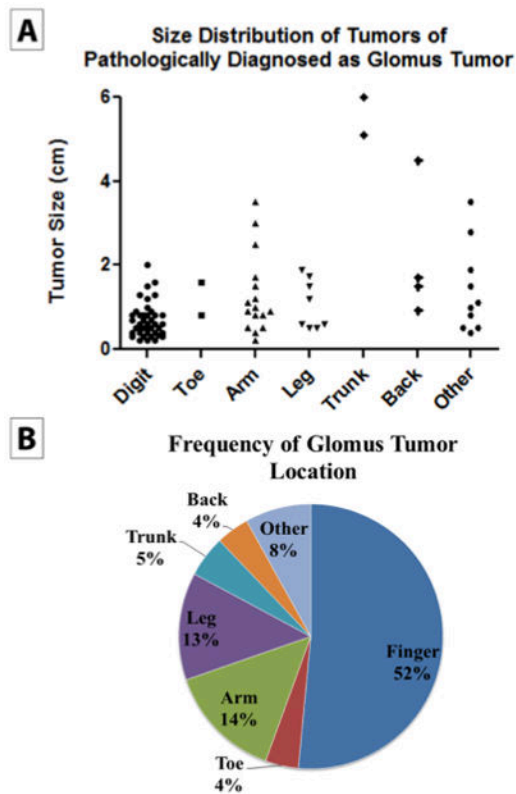 A
Size Distribution of Tumors of
Pathologically Diagnosed as Glomus Tumor
Tumor Size (cm)
6
4
2
0
Digit
Toe
Arm
Leg
Trunk
Back
Other
B
Frequency of Glomus Tumor
Location
Back
4%
Other
8%
Trunk
5%
Leg
13%
Finger
52%
Arm
14%
Toe
4%